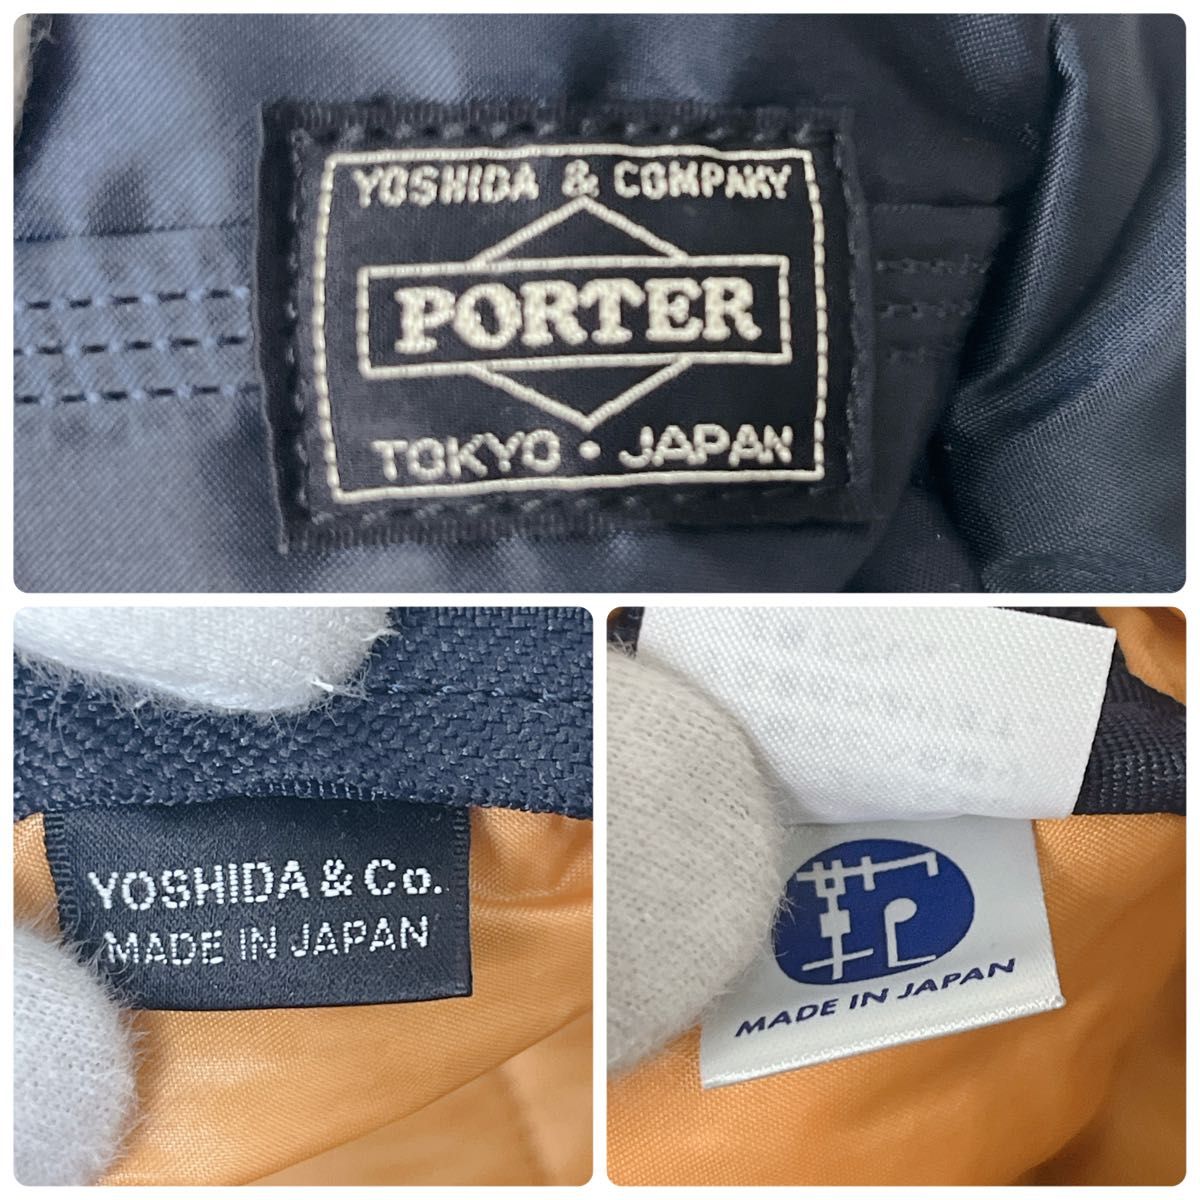 YOSHIDA & COMPANY
PORTER
TOKYO・JAPAN
YOSHIDA & Co.
MADE IN JAPAN
MADE IN JAPAN